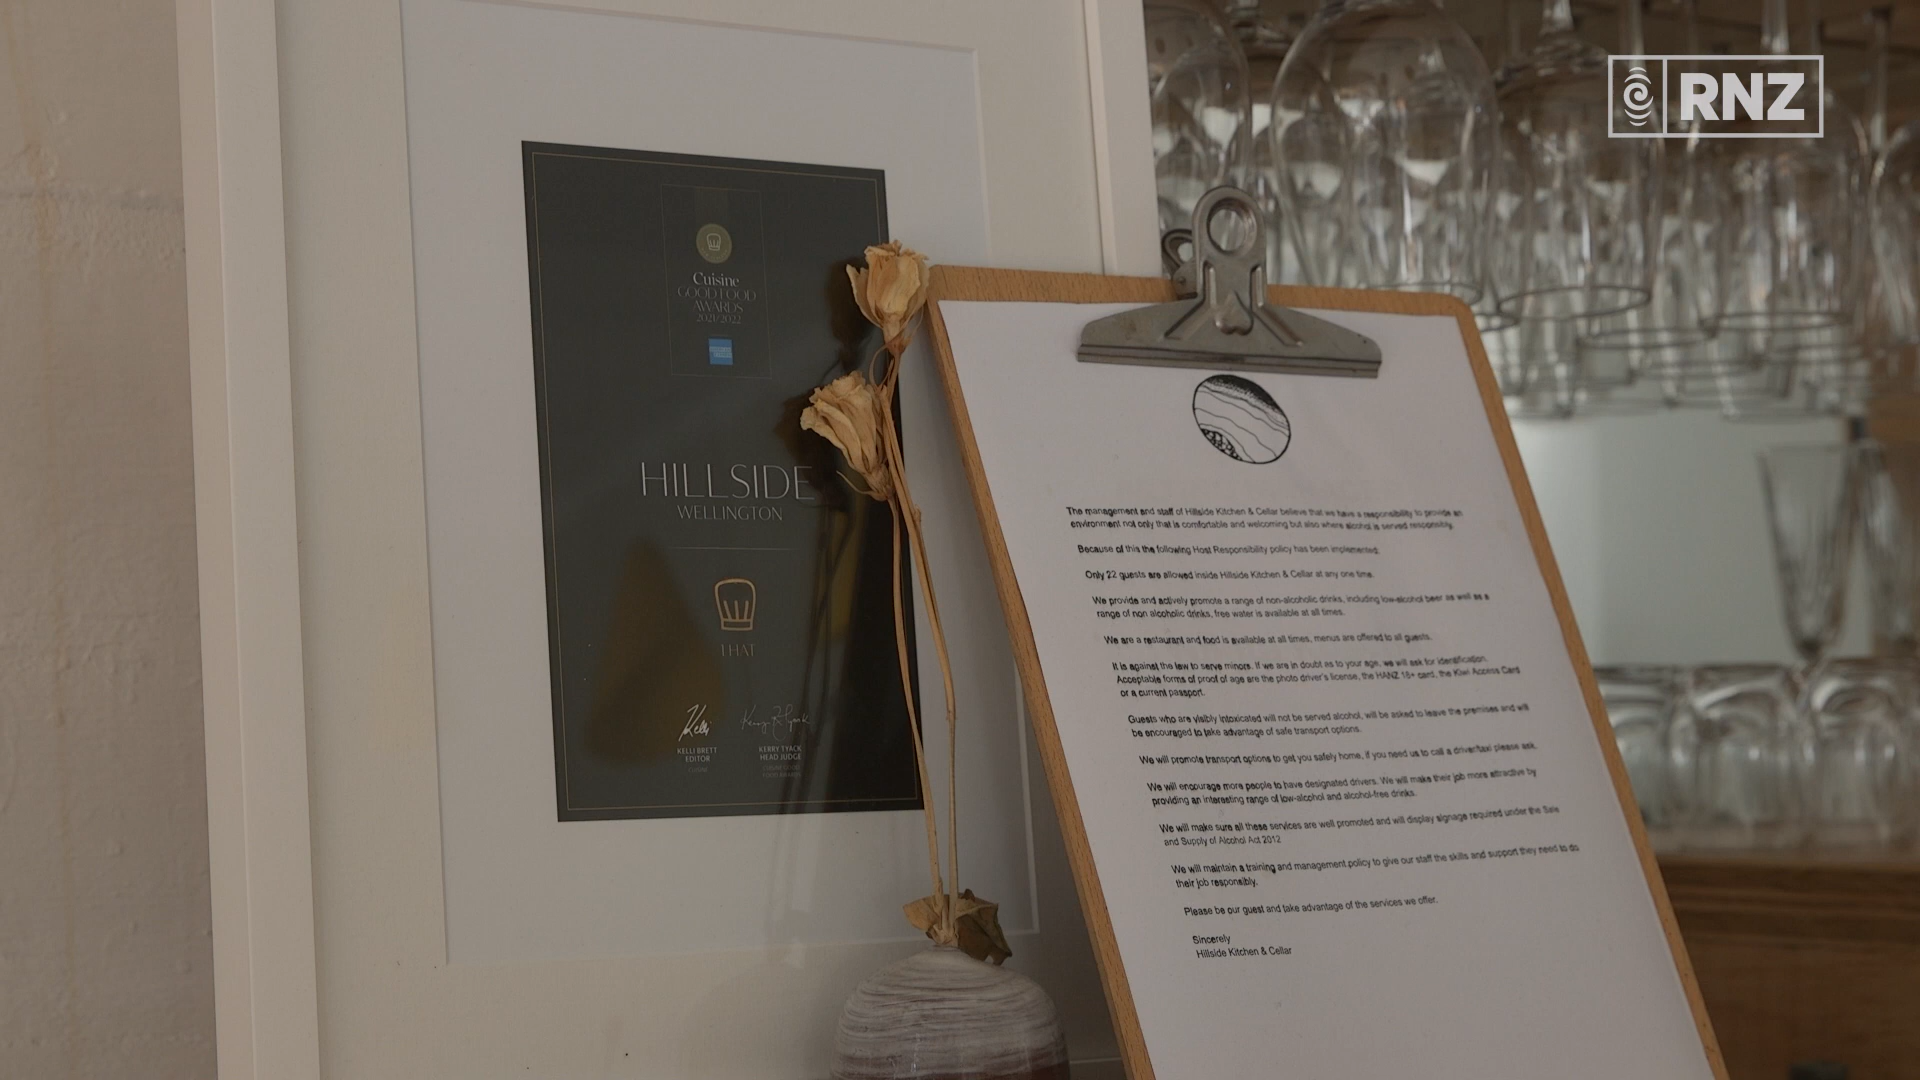 RNZ
Cuisine
GOOD FOOD
AWARDS
2021/2022
HILLSIDE
WELLINGTON
1 HAT
Kelli
KELLI BRETT
EDITOR
CUISINE
KERRY TYACK
HEAD JUDGE
CUISINE GOOD
FOOD AWARDS
The management and staff of Hillside Kitchen & Cellar believe that we have a responsibility to provide an
environment not only that is comfortable and welcoming but also where alcohol is served responsibly.
Because of this the following Host Responsibility policy has been implemented.
Only 22 guests are allowed inside Hillside Kitchen & Cellar at any one time.
We provide and actively promote a range of non-alcoholic drinks, including low-alcohol beer as well as a
range of non alcoholic drinks, free water is available at all times.
We are a restaurant and food is available at all times, menus are offered to all guests.
It is against the law to serve minors. If we are in doubt as to your age, we will ask for identification.
Acceptable forms of proof of age are the photo driver's license, the HANZ 18+ card, the Kiwi Access Card
or a current passport.
Guests who are visibly intoxicated will not be served alcohol, will be asked to leave the premises and will
be encouraged to take advantage of safe transport options.
We will promote transport options to get you safely home, if you need us to call a driver/taxi please ask.
We will encourage more people to have designated drivers. We will make their job more attractive by
providing an interesting range of low-alcohol and alcohol-free drinks.
We will make sure all these services are well promoted and will display signage required under the Sale
and Supply of Alcohol Act 2012
We will maintain a training and management policy to give our staff the skills and support they need to do
their job responsibly.
Please be our guest and take advantage of the services we offer.
Sincerely
Hillside Kitchen & Cellar